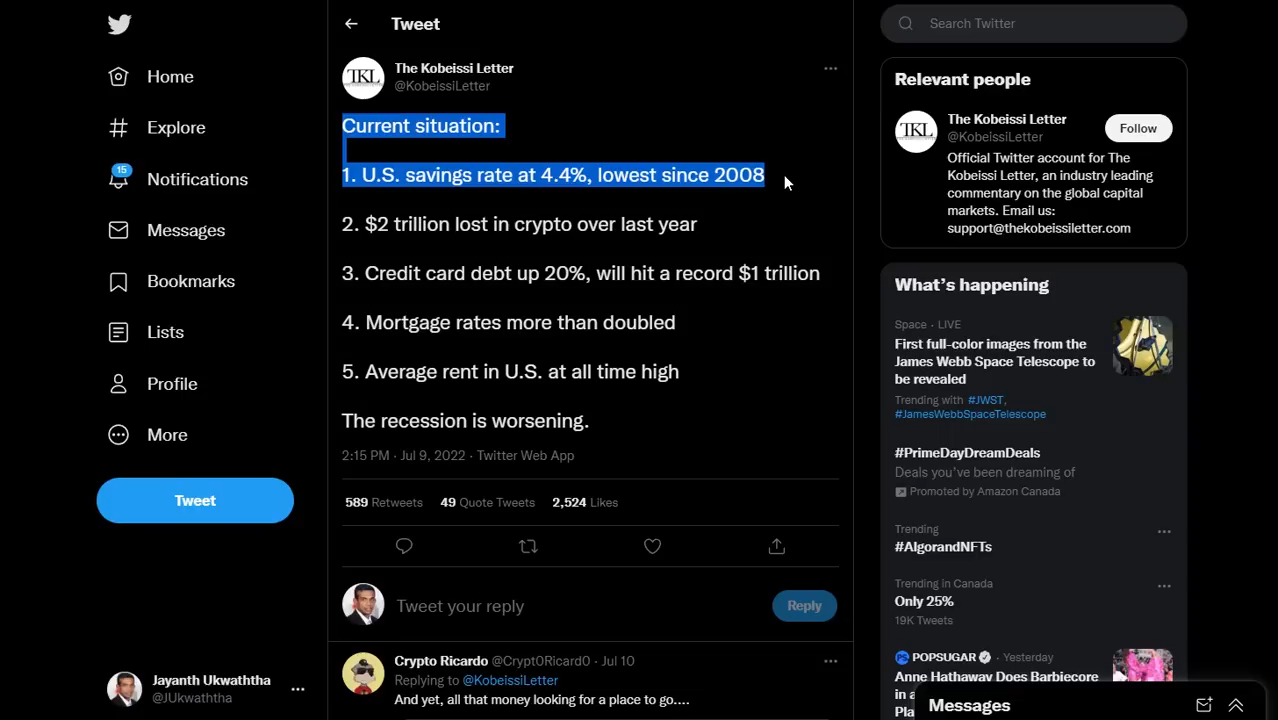 Home
Explore
15
Notifications
Messages
Bookmarks
Lists
Profile
More
Tweet
Jayanth Ukwaththa
@JUkwaththa
Tweet
TKL
The Kobeissi Letter
@KobeissiLetter
Current situation:
1. U.S. savings rate at 4.4%, lowest since 2008
2. $2 trillion lost in crypto over last year
3. Credit card debt up 20%, will hit a record $1 trillion
4. Mortgage rates more than doubled
5. Average rent in U.S. at all time high
The recession is worsening.
2:15 PM · Jul 9, 2022 · Twitter Web App
589 Retweets 49 Quote Tweets 2,524 Likes
Tweet your reply
Reply
Crypto Ricardo @Crypt0Ricard0 · Jul 10
Replying to @KobeissiLetter
And yet, all that money looking for a place to go....
Search Twitter
Relevant people
TKL
The Kobeissi Letter
@KobeissiLetter
Follow
Official Twitter account for The
Kobeissi Letter, an industry leading
commentary on the global capital
markets. Email us:
support@thekobeissiletter.com
What's happening
Space · LIVE
First full-color images from the
James Webb Space Telescope to
be revealed
Trending with #JWST,
#JamesWebbSpaceTelescope
#PrimeDayDreamDeals
Deals you've been dreaming of
Promoted by Amazon Canada
Trending
#AlgorandNFTs
Trending in Canada
Only 25%
19K Tweets
POPSUGAR · Yesterday
Anne Hathaway Does Barbiecore
in a
Plat
Messages